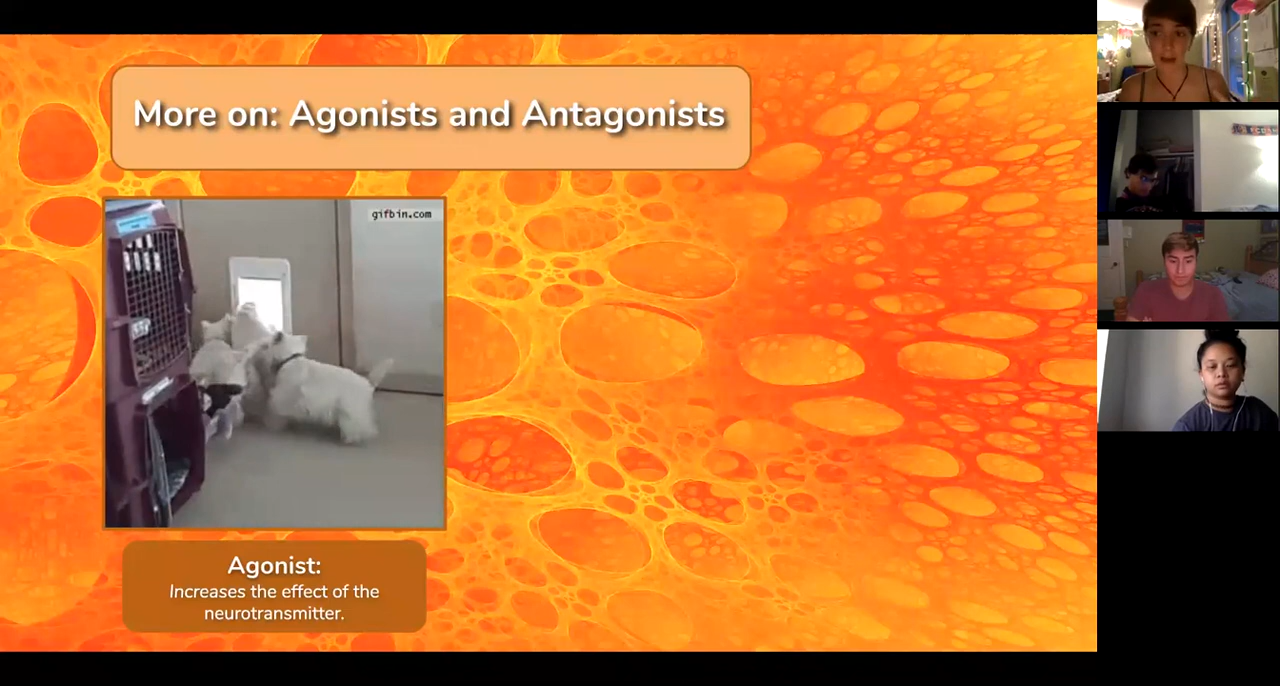 More on: Agonists and Antagonists
gifbin.com
Agonist:
Increases the effect of the
neurotransmitter.